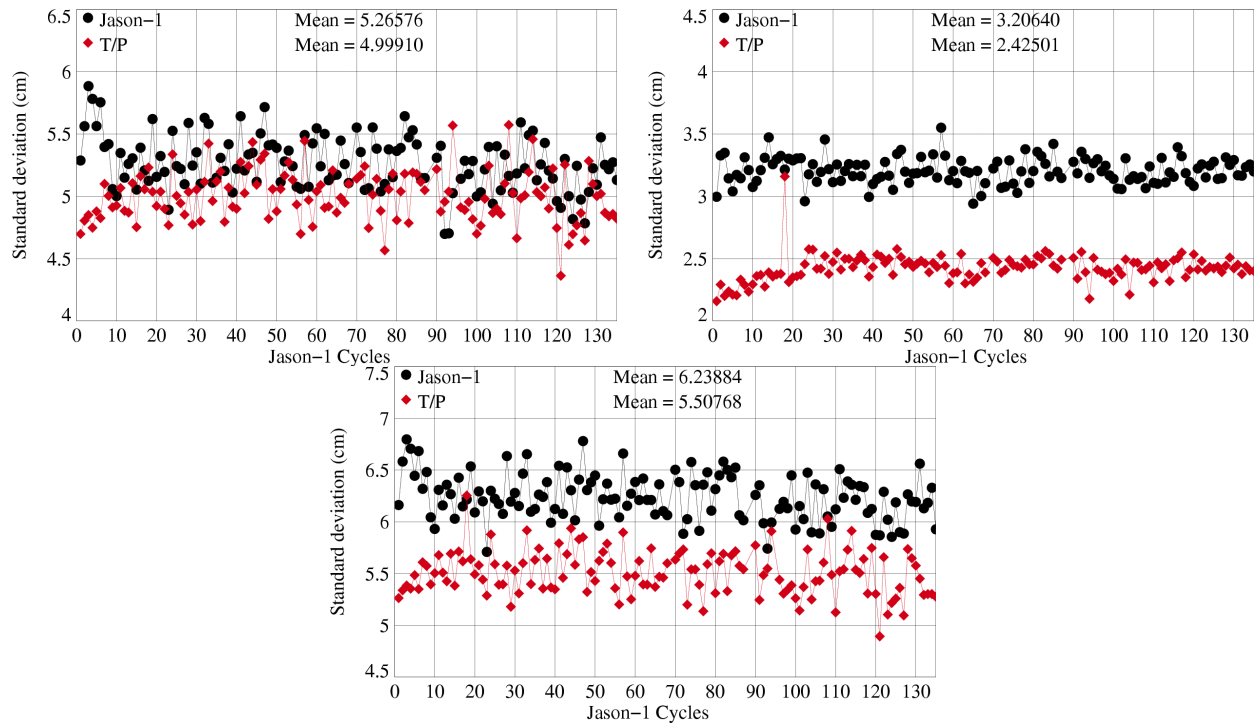 6.5
6
5.5
5
4.5
4
Standard deviation (cm)
Jason−1 Mean = 5.26576
T/P Mean = 4.99910
0 10 20 30 40 50 60 70 80 90 100 110 120 130
Jason−1 Cycles
4.5
4
3.5
3
2.5
2
Standard deviation (cm)
Jason−1 Mean = 3.20640
T/P Mean = 2.42501
0 10 20 30 40 50 60 70 80 90 100 110 120 130
Jason−1 Cycles
7.5
7
6.5
6
5.5
5
4.5
Standard deviation (cm)
Jason−1 Mean = 6.23884
T/P Mean = 5.50768
0 10 20 30 40 50 60 70 80 90 100 110 120 130
Jason−1 Cycles